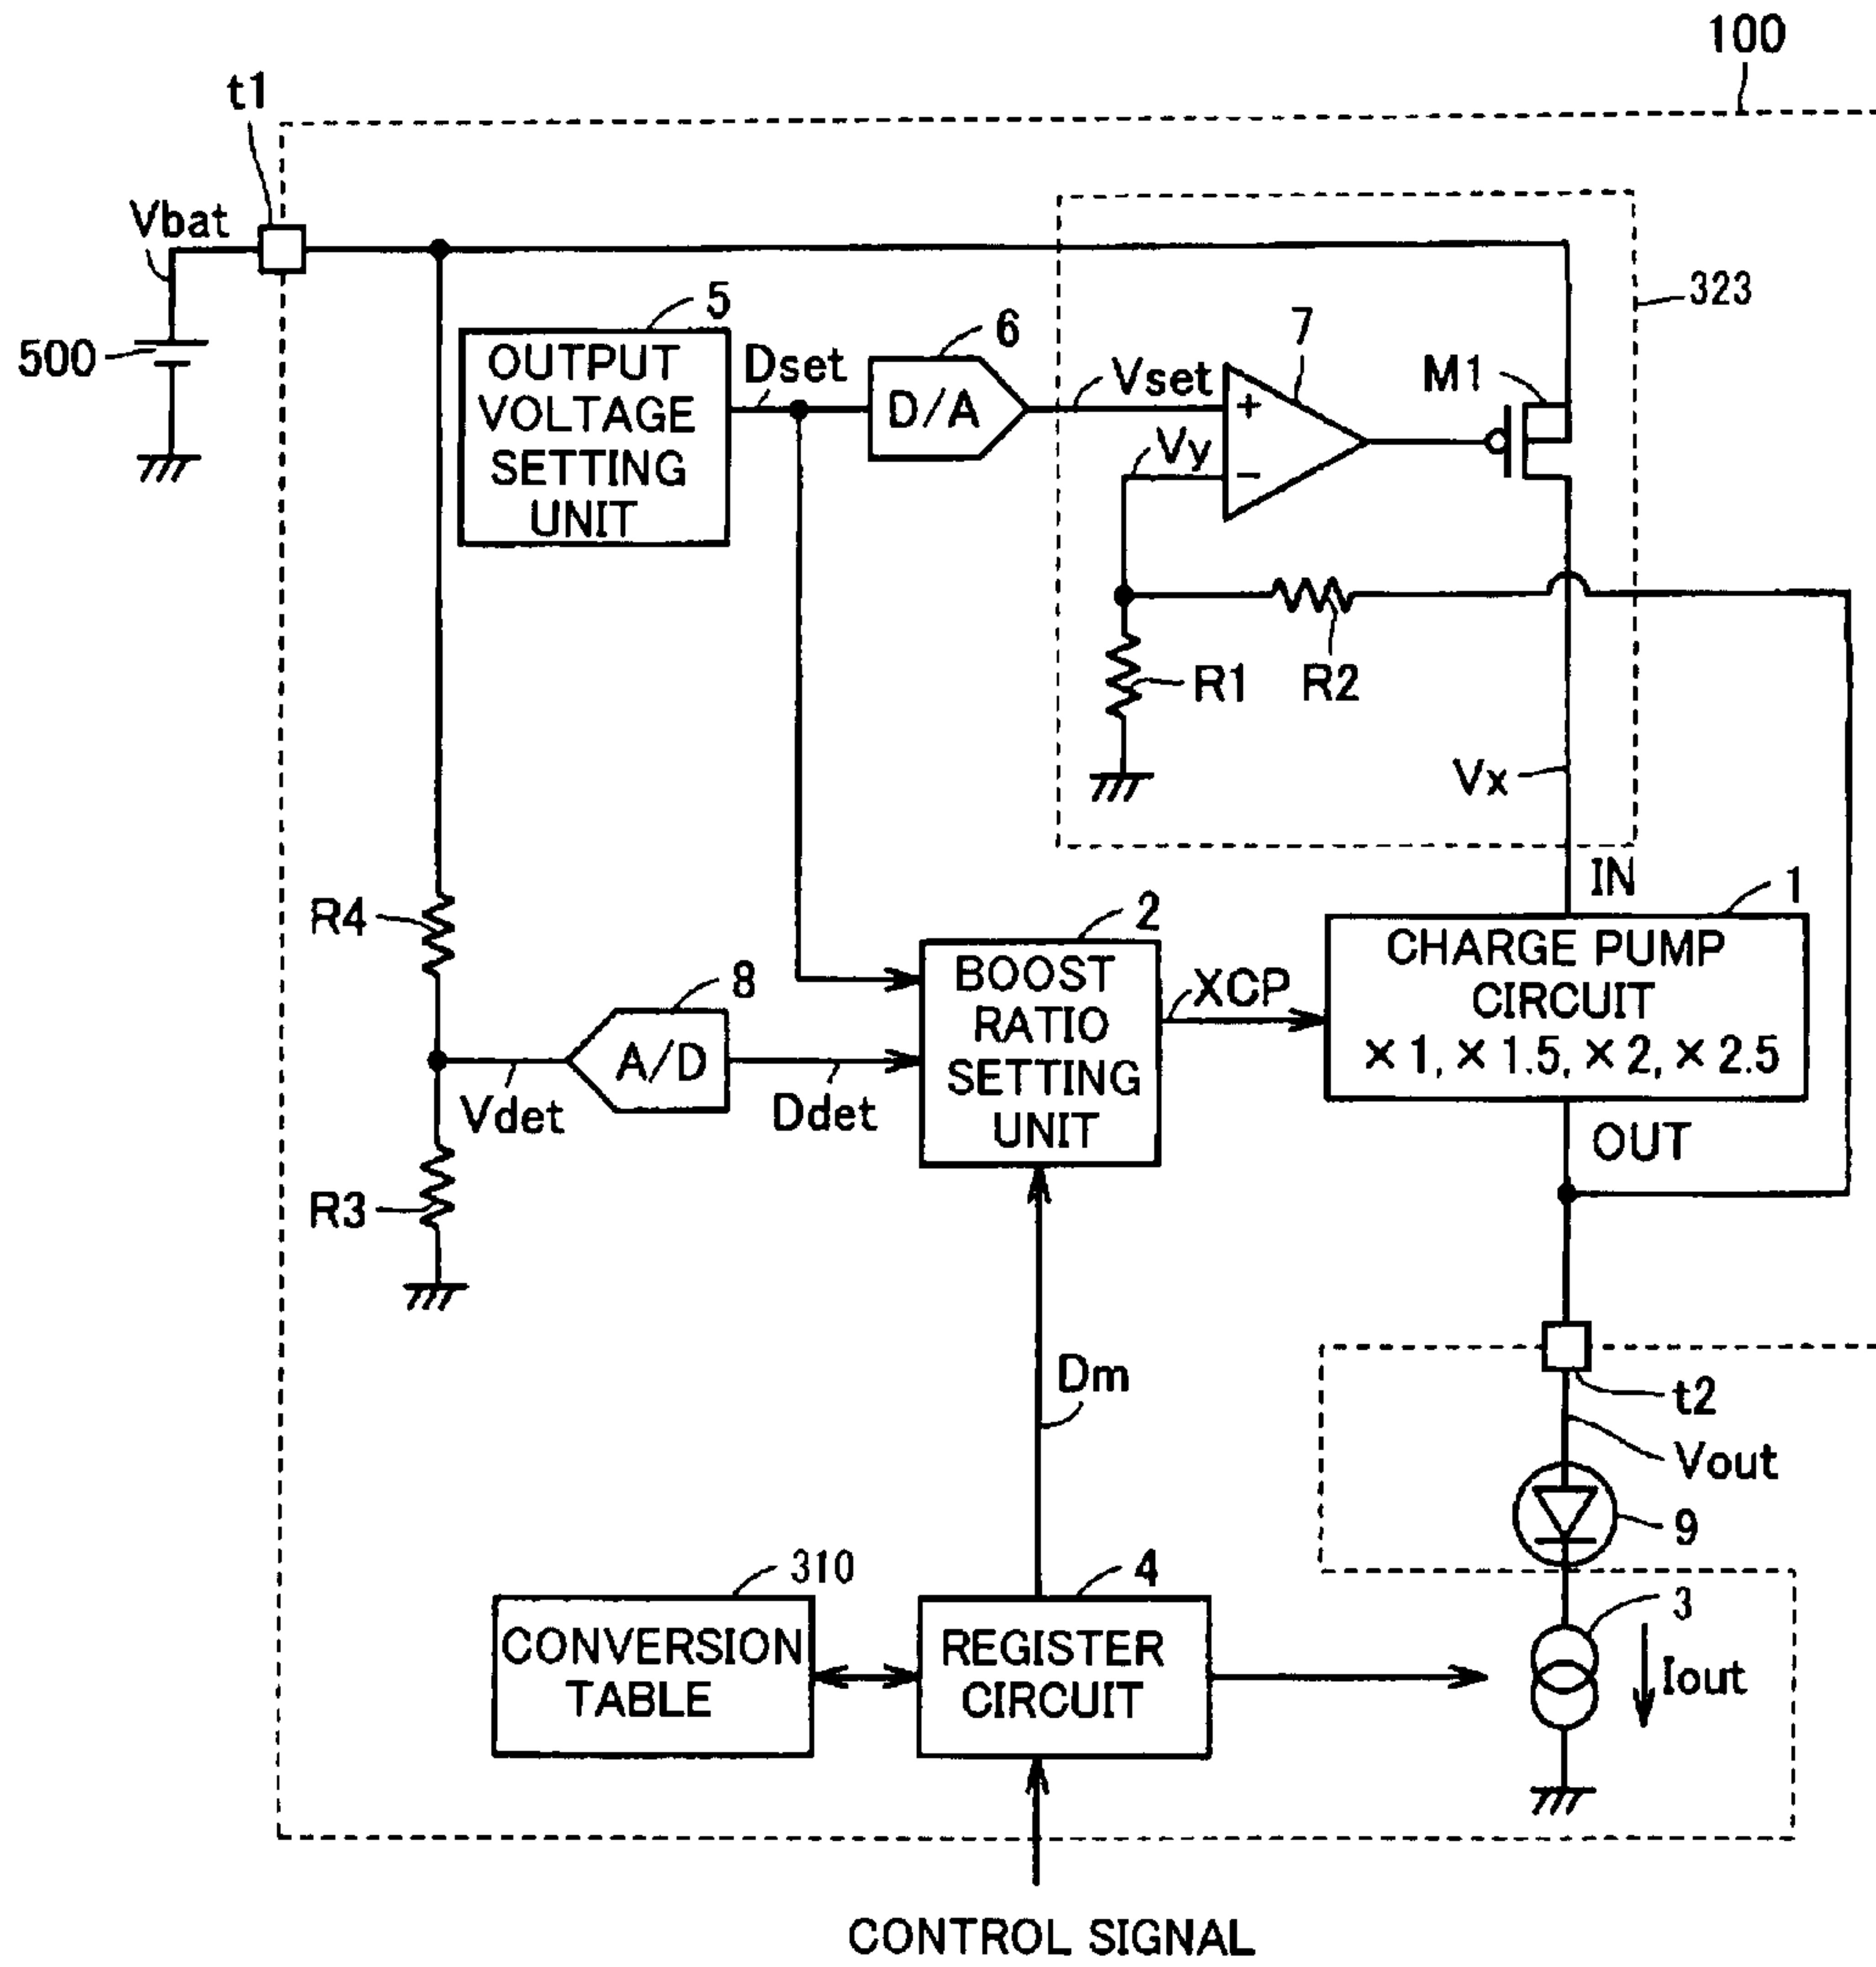 100
t1
Vbat
323
5
6
7
500
OUTPUT
VOLTAGE
SETTING
UNIT
Dset
D/A
Vset
M1
+
Vy
−
R1
R2
Vx
IN
R4
2
1
8
BOOST
RATIO
SETTING
UNIT
XCP
CHARGE PUMP
CIRCUIT
×1, ×1.5, ×2, ×2.5
A/D
Vdet
Ddet
OUT
R3
Dm
t2
Vout
9
310
4
3
CONVERSION
TABLE
REGISTER
CIRCUIT
Iout
CONTROL SIGNAL